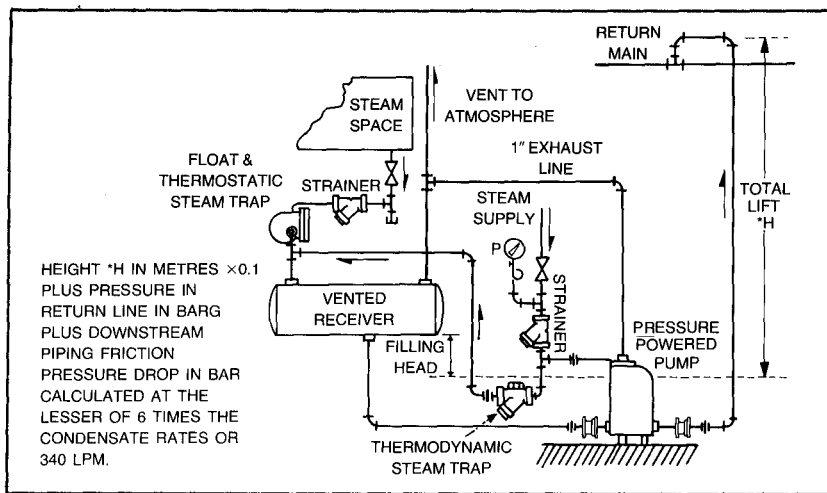 RETURN
MAIN
STEAM
SPACE
VENT TO
ATMOSPHERE
FLOAT &
THERMOSTATIC
STEAM TRAP
STRAINER
1" EXHAUST
LINE
STEAM
SUPPLY
P
STRAINER
TOTAL
LIFT
*H
HEIGHT *H IN METRES ×0.1
PLUS PRESSURE IN
RETURN LINE IN BARG
PLUS DOWNSTREAM
PIPING FRICTION
PRESSURE DROP IN BAR
CALCULATED AT THE
LESSER OF 6 TIMES THE
CONDENSATE RATES OR
340 LPM.
VENTED
RECEIVER
FILLING
HEAD
PRESSURE
POWERED
PUMP
THERMODYNAMIC
STEAM TRAP